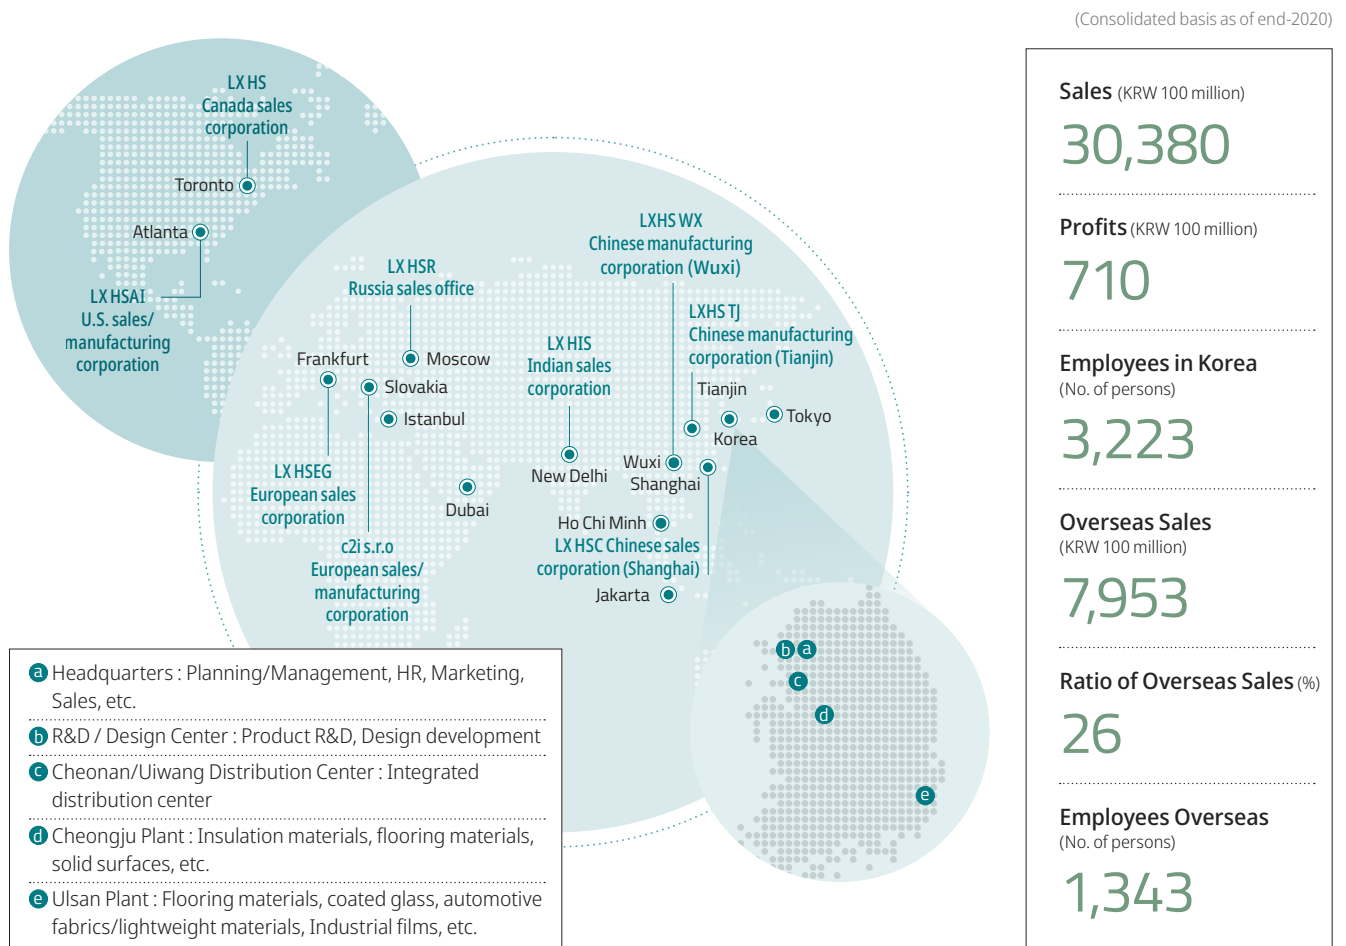 (Consolidated basis as of end-2020)
LX HS
Canada sales
corporation
Toronto
Atlanta
LX HSAI
U.S. sales/
manufacturing
corporation
LX HSR
Russia sales office
Frankfurt
Moscow
Slovakia
Istanbul
LX HSEG
European sales
corporation
c2i s.r.o
European sales/
manufacturing
corporation
Dubai
LX HIS
Indian sales
corporation
New Delhi
LXHS WX
Chinese manufacturing
corporation (Wuxi)
LXHS TJ
Chinese manufacturing
corporation (Tianjin)
Tianjin
Tokyo
Korea
Wuxi
Shanghai
Ho Chi Minh
LX HSC Chinese sales
corporation (Shanghai)
Jakarta
b a
c
d
e
a Headquarters : Planning/Management, HR, Marketing,
Sales, etc.
b R&D / Design Center : Product R&D, Design development
c Cheonan/Uiwang Distribution Center : Integrated
distribution center
d Cheongju Plant : Insulation materials, flooring materials,
solid surfaces, etc.
e Ulsan Plant : Flooring materials, coated glass, automotive
fabrics/lightweight materials, Industrial films, etc.
Sales (KRW 100 million)
30,380
Profits (KRW 100 million)
710
Employees in Korea
(No. of persons)
3,223
Overseas Sales
(KRW 100 million)
7,953
Ratio of Overseas Sales (%)
26
Employees Overseas
(No. of persons)
1,343